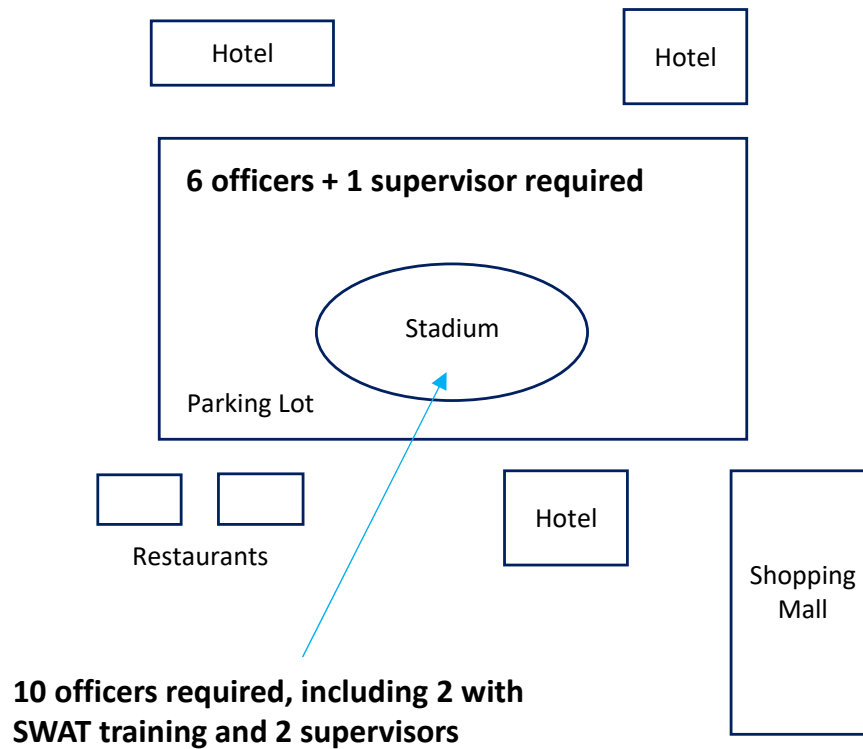 Hotel
Hotel
6 officers + 1 supervisor required
Stadium
Parking Lot
Hotel
Restaurants
Shopping
Mall
10 officers required, including 2 with
SWAT training and 2 supervisors